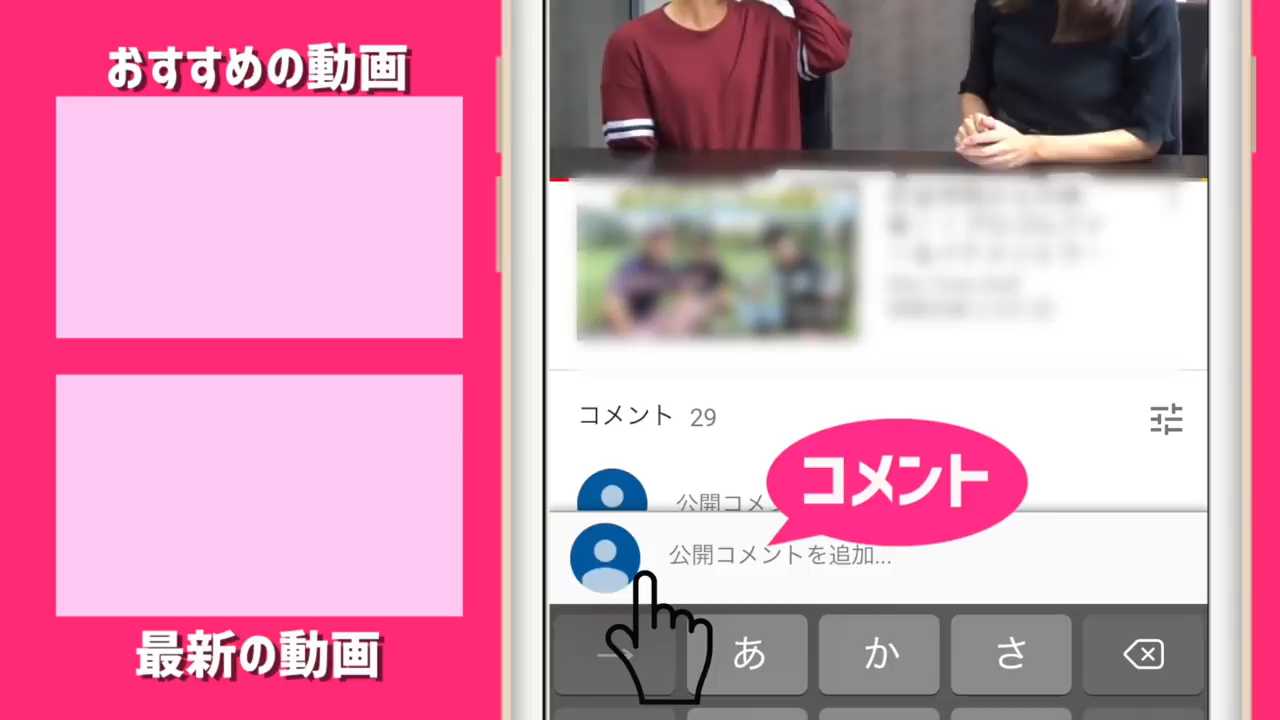 おすすめの動画
最新の動画
コメント 29
コメント
公開コメ
公開コメントを追加...
あ
か
さ